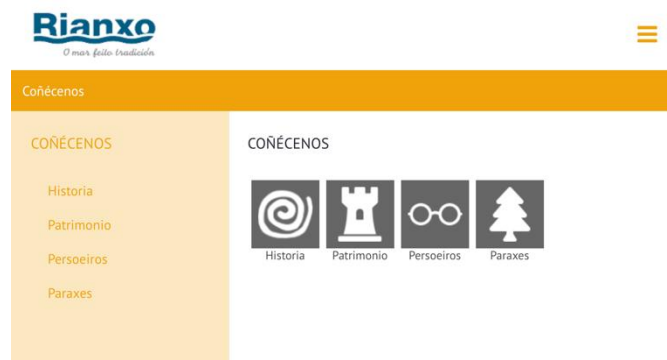 Rianxo
O mar feito tradición
Coñécenos
COÑÉCENOS
Historia
Patrimonio
Persoeiros
Paraxes
COÑÉCENOS
Historia Patrimonio Persoeiros Paraxes